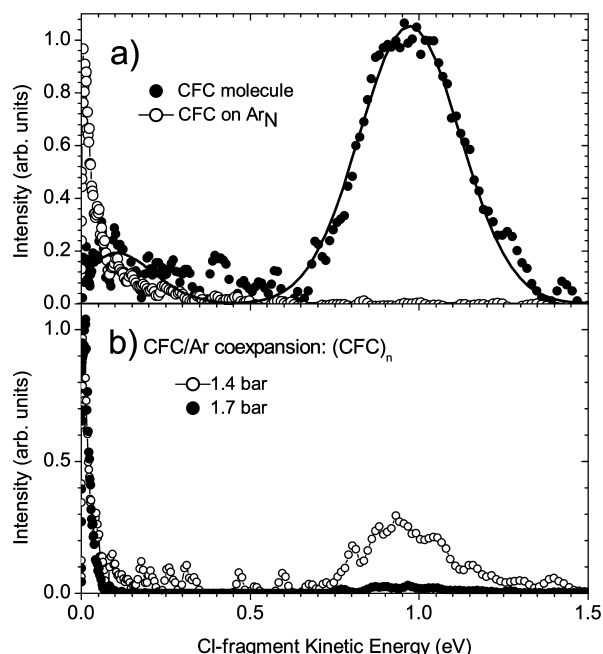 a)
CFC molecule
CFC on ArN
Intensity (arb. units)
1.0
0.8
0.6
0.4
0.2
0.0
b) CFC/Ar coexpansion: (CFC)n
1.4 bar
1.7 bar
Intensity (arb. units)
1.0
0.5
0.0
0.0 0.5 1.0 1.5
Cl-fragment Kinetic Energy (eV)